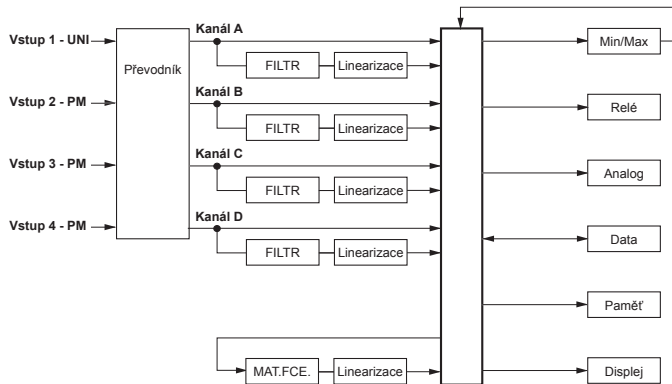 Kanál A
Vstup 1 - UNI
Min/Max
Převodník
FILTR
Linearizace
Kanál B
Vstup 2 - PM
Relé
FILTR
Linearizace
Kanál C
Vstup 3 - PM
Analog
FILTR
Linearizace
Kanál D
Vstup 4 - PM
Data
FILTR
Linearizace
Paměť
MAT.FCE.
Linearizace
Displej